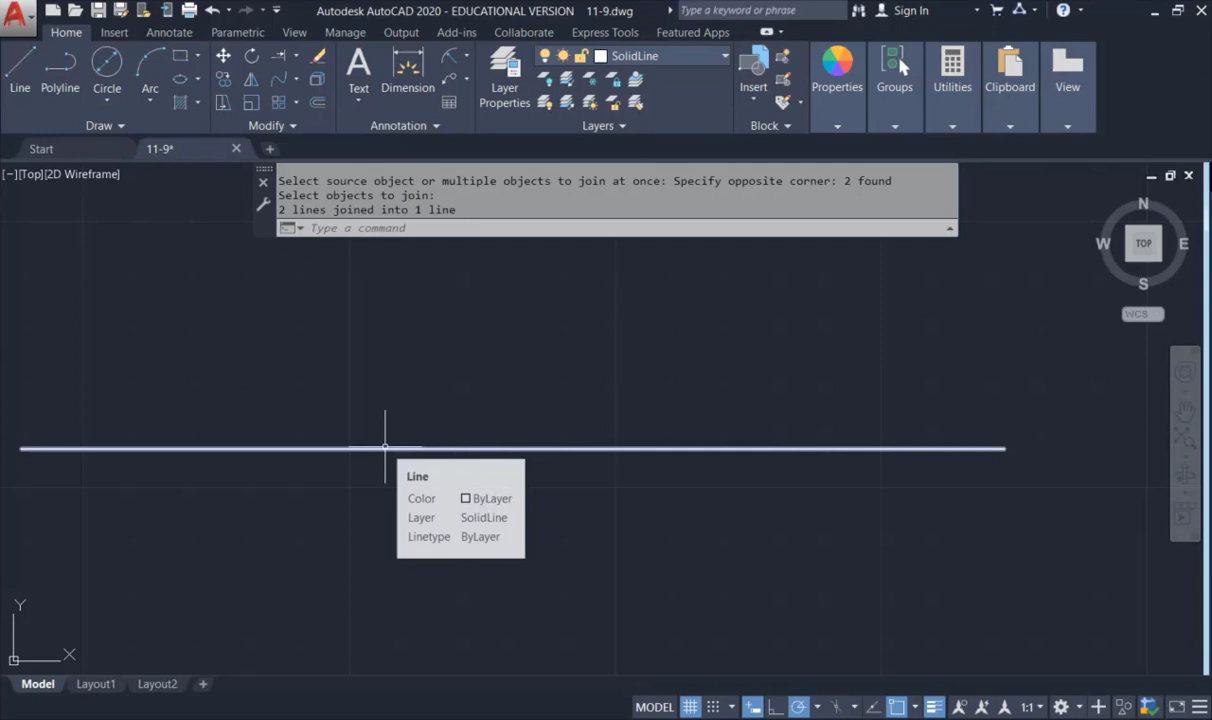 Autodesk AutoCAD 2020 - EDUCATIONAL VERSION 11-9.dwg
Type a keyword or phrase
Sign In
Home Insert Annotate Parametric View Manage Output Add-ins Collaborate Express Tools Featured Apps
SolidLine
Line Polyline Circle Arc Text Dimension Layer Properties Insert Properties Groups Utilities Clipboard View
Draw Modify Annotation Layers Block
Start 11-9*
[−][Top][2D Wireframe]
Select source object or multiple objects to join at once: Specify opposite corner: 2 found
Select objects to join:
2 lines joined into 1 line
Type a command
N
W TOP E
S
WCS
Line
Color ByLayer
Layer SolidLine
Linetype ByLayer
Y
X
Model Layout1 Layout2
MODEL 1:1